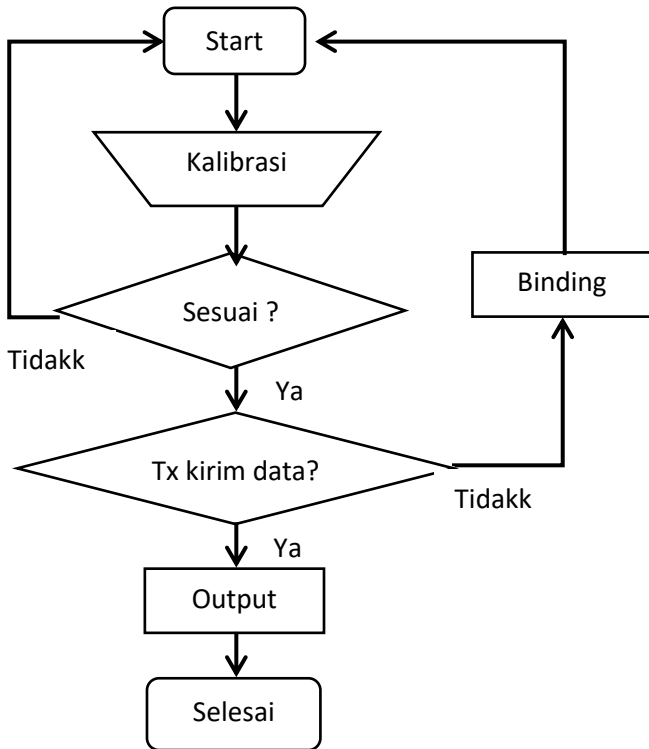 Start
Kalibrasi
Binding
Sesuai ?
Tidakk
Ya
Tx kirim data?
Tidakk
Ya
Output
Selesai